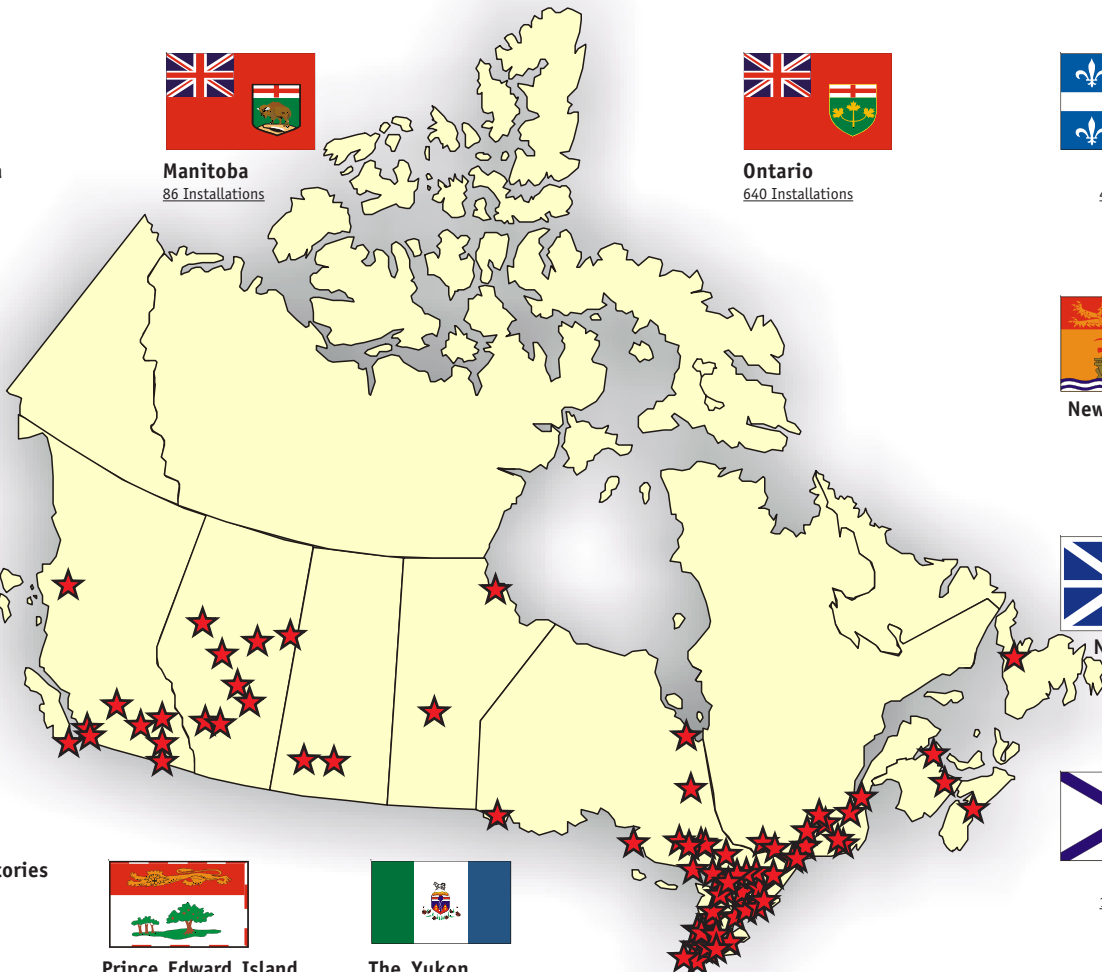 Manitoba
86 Installations
Ontario
640 Installations
New
N
tories
Prince Edward Island
The Yukon